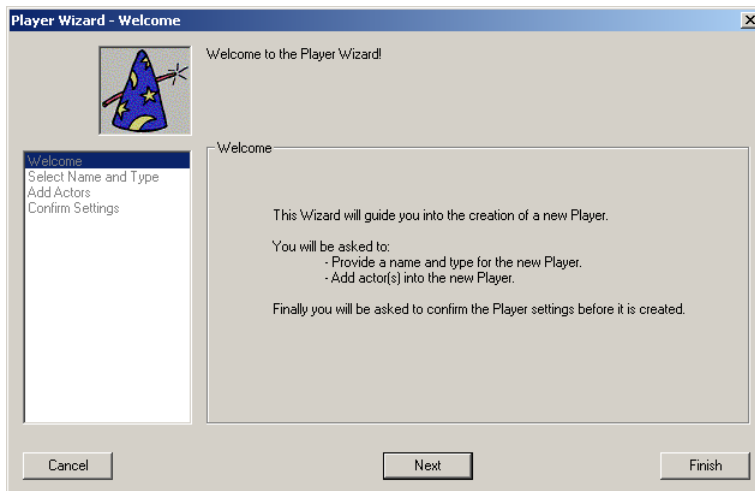 Player Wizard - Welcome
Welcome to the Player Wizard!
Welcome
Select Name and Type
Add Actors
Confirm Settings
Welcome
This Wizard will guide you into the creation of a new Player.
You will be asked to:
- Provide a name and type for the new Player.
- Add actor(s) into the new Player.
Finally you will be asked to confirm the Player settings before it is created.
Cancel
Next
Finish